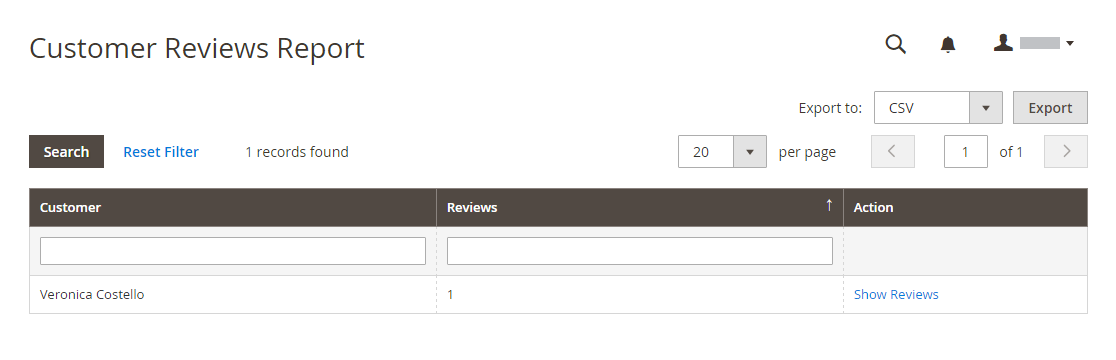 Customer Reviews Report
Export to: CSV Export
Search Reset Filter 1 records found 20 per page 1 of 1
Customer Reviews ↑ Action
Veronica Costello 1 Show Reviews